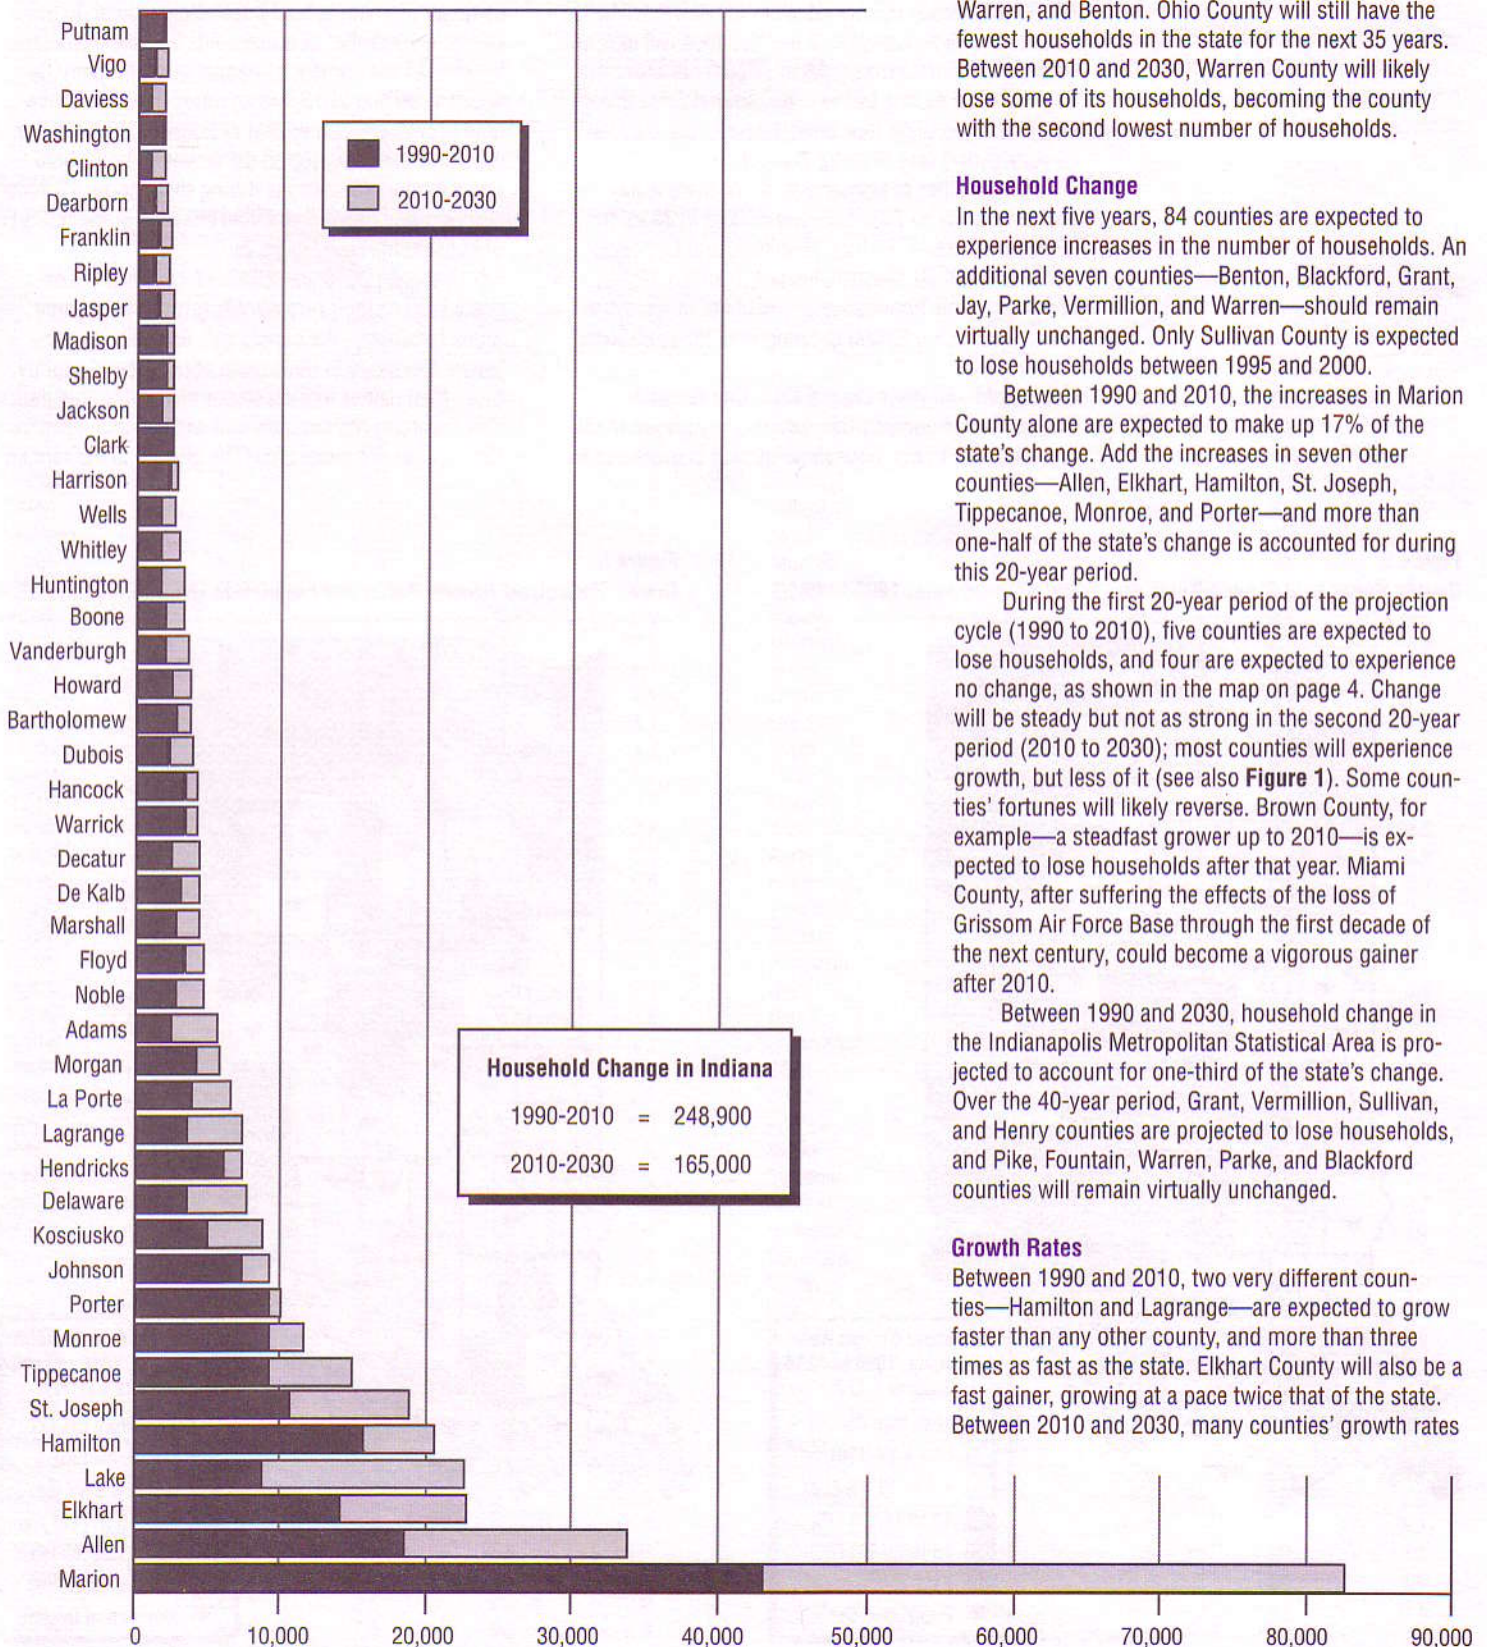 Putnam
Vigo
Daviess
Washington
Clinton
Dearborn
Franklin
Ripley
Jasper
Madison
Shelby
Jackson
Clark
Harrison
Wells
Whitley
Huntington
Boone
Vanderburgh
Howard
Bartholomew
Dubois
Hancock
Warrick
Decatur
De Kalb
Marshall
Floyd
Noble
Adams
Morgan
La Porte
Lagrange
Hendricks
Delaware
Kosciusko
Johnson
Porter
Monroe
Tippecanoe
St. Joseph
Hamilton
Lake
Elkhart
Allen
Marion
0 10,000 20,000 30,000 40,000 50,000 60,000 70,000 80,000 90,000
1990-2010
2010-2030
Household Change in Indiana
1990-2010 = 248,900
2010-2030 = 165,000
Warren, and Benton. Ohio County will still have the
fewest households in the state for the next 35 years.
Between 2010 and 2030, Warren County will likely
lose some of its households, becoming the county
with the second lowest number of households.
Household Change
In the next five years, 84 counties are expected to
experience increases in the number of households. An
additional seven counties—Benton, Blackford, Grant,
Jay, Parke, Vermillion, and Warren—should remain
virtually unchanged. Only Sullivan County is expected
to lose households between 1995 and 2000.
Between 1990 and 2010, the increases in Marion
County alone are expected to make up 17% of the
state's change. Add the increases in seven other
counties—Allen, Elkhart, Hamilton, St. Joseph,
Tippecanoe, Monroe, and Porter—and more than
one-half of the state's change is accounted for during
this 20-year period.
During the first 20-year period of the projection
cycle (1990 to 2010), five counties are expected to
lose households, and four are expected to experience
no change, as shown in the map on page 4. Change
will be steady but not as strong in the second 20-year
period (2010 to 2030); most counties will experience
growth, but less of it (see also Figure 1). Some coun-
ties' fortunes will likely reverse. Brown County, for
example—a steadfast grower up to 2010—is ex-
pected to lose households after that year. Miami
County, after suffering the effects of the loss of
Grissom Air Force Base through the first decade of
the next century, could become a vigorous gainer
after 2010.
Between 1990 and 2030, household change in
the Indianapolis Metropolitan Statistical Area is pro-
jected to account for one-third of the state's change.
Over the 40-year period, Grant, Vermillion, Sullivan,
and Henry counties are projected to lose households,
and Pike, Fountain, Warren, Parke, and Blackford
counties will remain virtually unchanged.
Growth Rates
Between 1990 and 2010, two very different coun-
ties—Hamilton and Lagrange—are expected to grow
faster than any other county, and more than three
times as fast as the state. Elkhart County will also be a
fast gainer, growing at a pace twice that of the state.
Between 2010 and 2030, many counties' growth rates